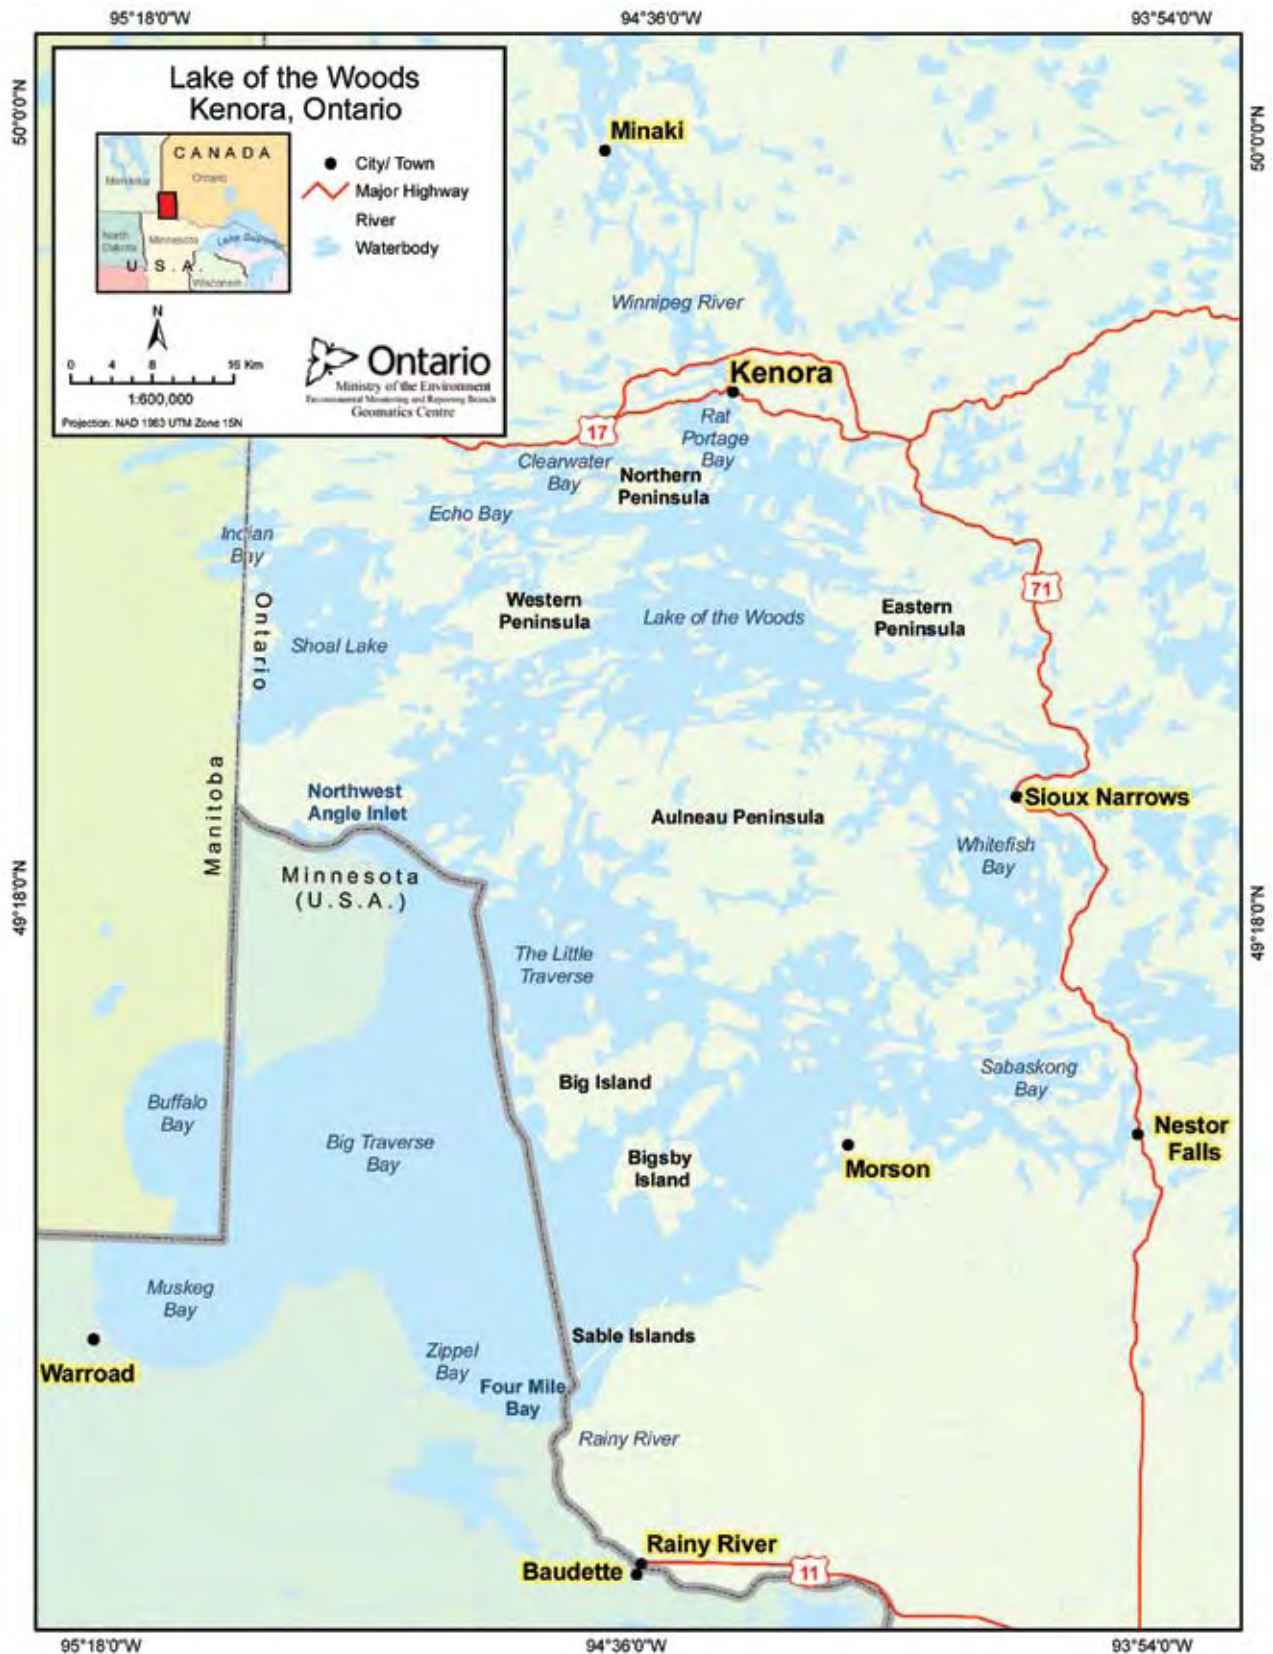 95°18'0"W
94°36'0"W
93°54'0"W
50°0'0"N
50°0'0"N
Lake of the Woods
Kenora, Ontario
CANADA
Manitoba
Ontario
North
Dakota
Minnesota
Lake Superior
U.S.A.
Wisconsin
City/ Town
Major Highway
River
Waterbody
N
0 4 8 16 Km
1:600,000
Projection: NAD 1983 UTM Zone 15N
Ontario
Ministry of the Environment
Environmental Monitoring and Reporting Branch
Geomatics Centre
Minaki
Winnipeg River
Kenora
17
Rat
Portage
Bay
Clearwater
Bay
Northern
Peninsula
Echo Bay
Indian
Bay
71
Ontario
Western
Peninsula
Lake of the Woods
Eastern
Peninsula
Shoal Lake
Manitoba
Northwest
Angle Inlet
Sioux Narrows
Aulneau Peninsula
Whitefish
Bay
Minnesota
(U.S.A.)
49°18'0"N
49°18'0"N
The Little
Traverse
Big Island
Sabaskong
Bay
Buffalo
Bay
Big Traverse
Bay
Nestor
Falls
Bigsby
Island
Morson
Muskeg
Bay
Sable Islands
Warroad
Zippel
Bay
Four Mile
Bay
Rainy River
Rainy River
Baudette
11
95°18'0"W
94°36'0"W
93°54'0"W